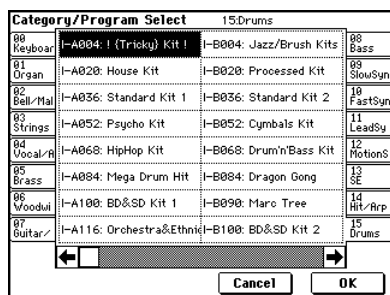 Category/Program Select 15:Drums
00 Keyboar
01 Organ
02 Bell/Mal
03 Strings
04 Vocal/A
05 Brass
06 Woodwi
07 Guitar/
I-A004: ! {Tricky} Kit ! I-B004: Jazz/Brush Kits
I-A020: House Kit I-B020: Processed Kit
I-A036: Standard Kit 1 I-B036: Standard Kit 2
I-A052: Psycho Kit I-B052: Cymbals Kit
I-A068: HipHop Kit I-B068: Drum'n'Bass Kit
I-A084: Mega Drum Hit I-B084: Dragon Gong
I-A100: BD&SD Kit 1 I-B090: Marc Tree
I-A116: Orchestra&Ethnic I-B100: BD&SD Kit 2
08 Bass
09 SlowSyn
10 FastSyn
11 LeadSy
12 MotionS
13 SE
14 Hit/Arp
15 Drums
Cancel OK